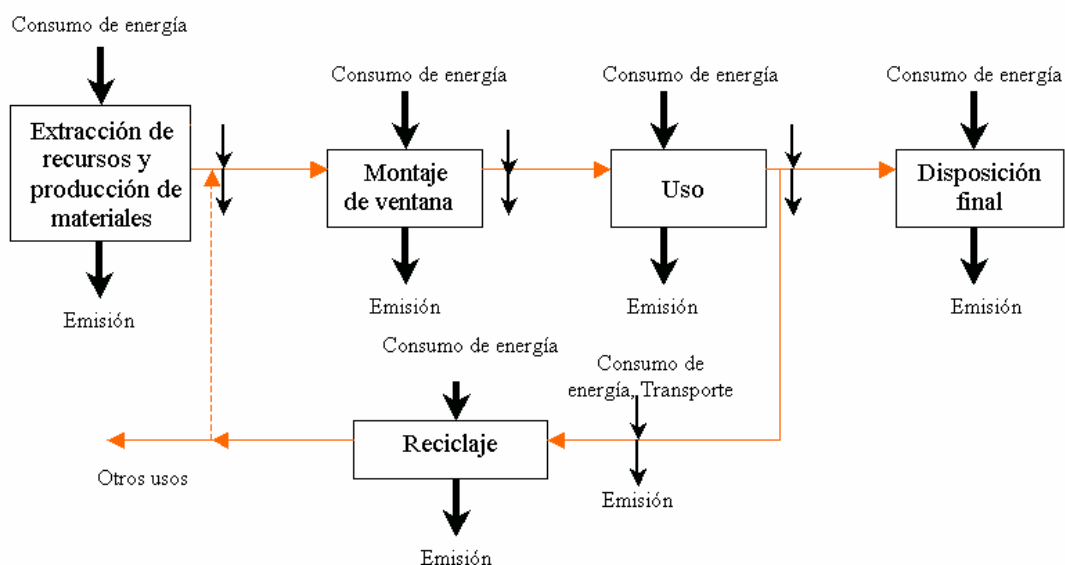 Consumo de energía
Consumo de energía
Consumo de energía
Consumo de energía
Extracción de
recursos y
producción de
materiales
Montaje
de ventana
Uso
Disposición
final
Emisión
Emisión
Emisión
Emisión
Consumo de energía
Consumo de
energía, Transporte
Reciclaje
Otros usos
Emisión
Emisión